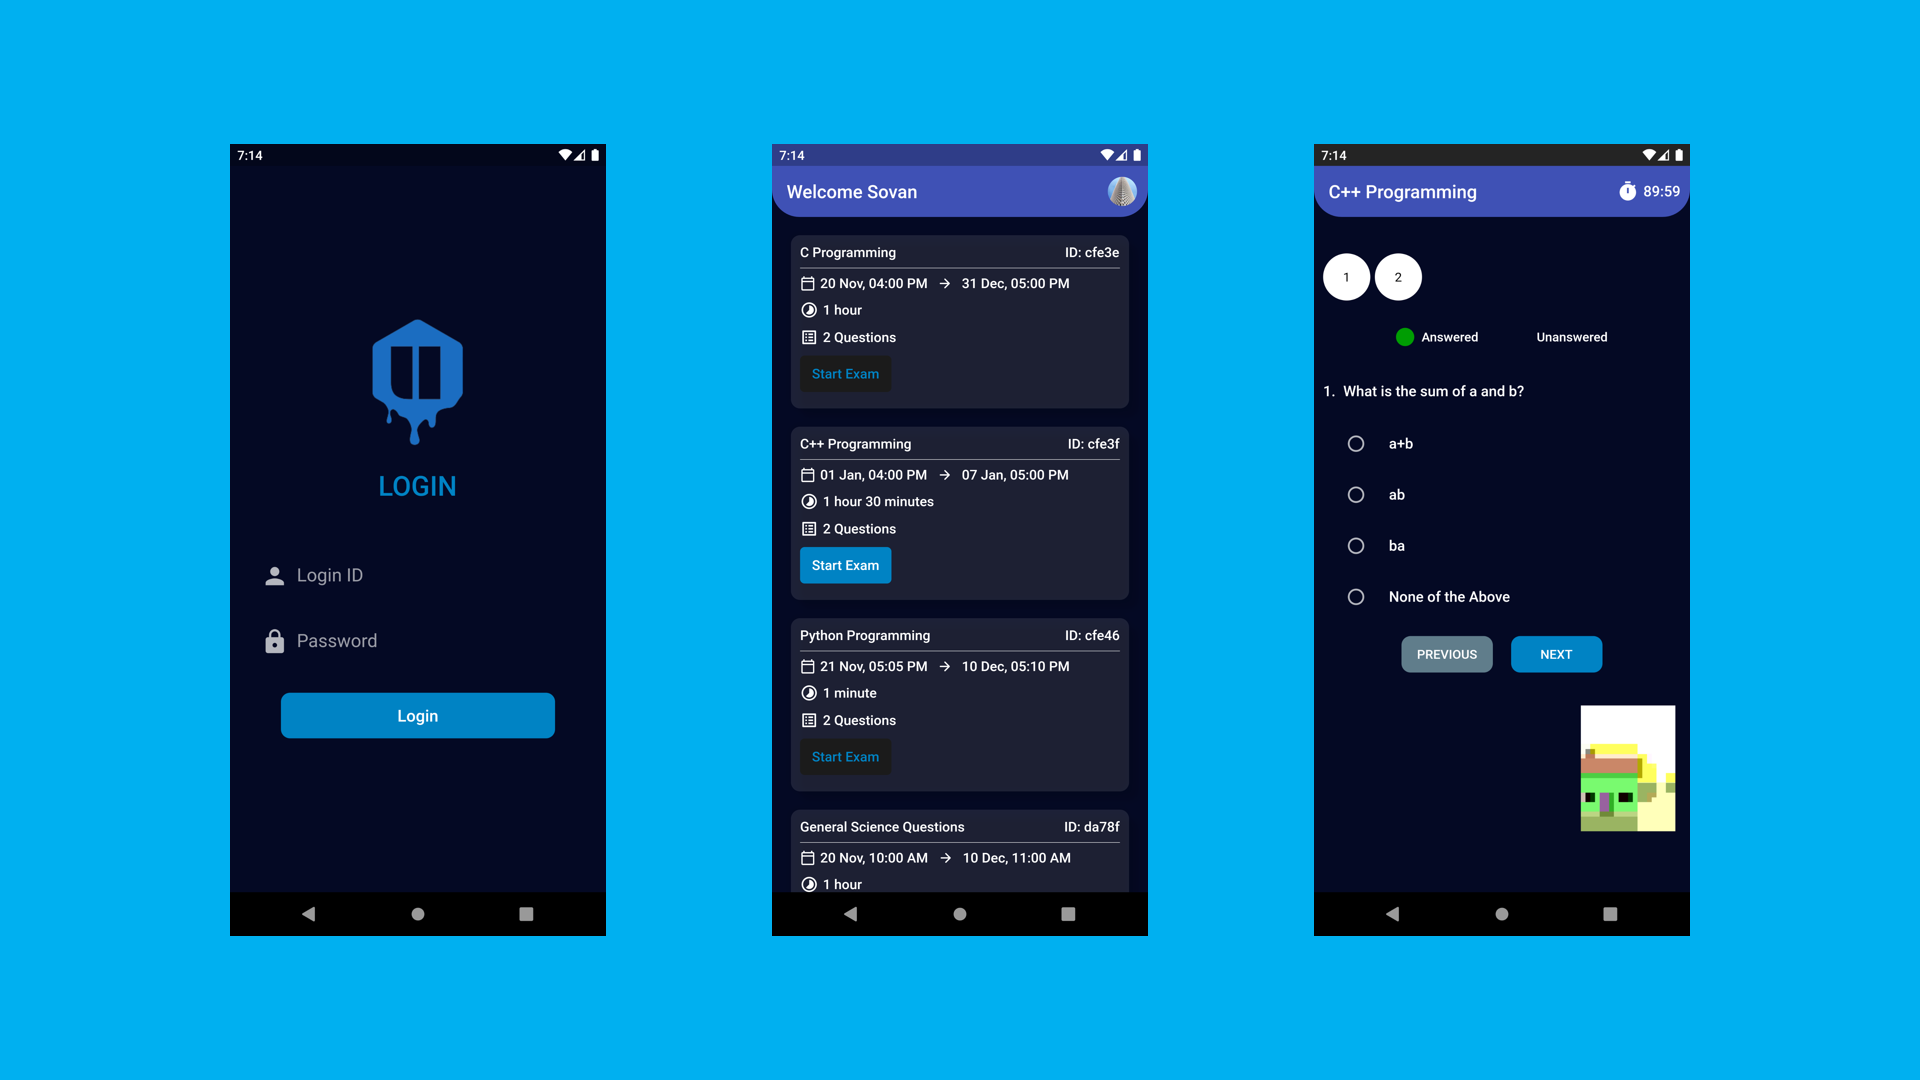 7:14
LOGIN
Login ID
Password
Login
7:14
Welcome Sovan
C Programming ID: cfe3e
20 Nov, 04:00 PM → 31 Dec, 05:00 PM
1 hour
2 Questions
Start Exam
C++ Programming ID: cfe3f
01 Jan, 04:00 PM → 07 Jan, 05:00 PM
1 hour 30 minutes
2 Questions
Start Exam
Python Programming ID: cfe46
21 Nov, 05:05 PM → 10 Dec, 05:10 PM
1 minute
2 Questions
Start Exam
General Science Questions ID: da78f
20 Nov, 10:00 AM → 10 Dec, 11:00 AM
1 hour
7:14
C++ Programming 89:59
1 2
Answered Unanswered
1. What is the sum of a and b?
a+b
ab
ba
None of the Above
PREVIOUS NEXT